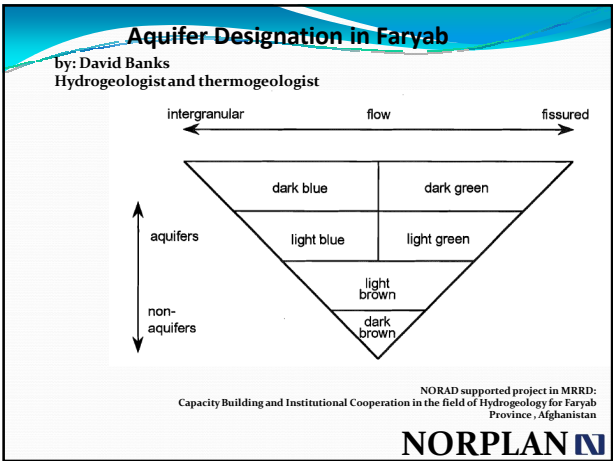 Aquifer Designation in Faryab
by: David Banks
Hydrogeologist and thermogeologist
intergranular flow fissured
dark blue dark green
aquifers light blue light green
light
brown
non-
aquifers
dark
brown
NORAD supported project in MRRD:
Capacity Building and Institutional Cooperation in the field of Hydrogeology for Faryab
Province , Afghanistan
NORPLAN